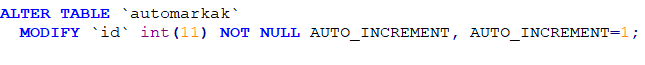 ALTER TABLE `automarkak`
MODIFY `id` int(11) NOT NULL AUTO_INCREMENT, AUTO_INCREMENT=1;